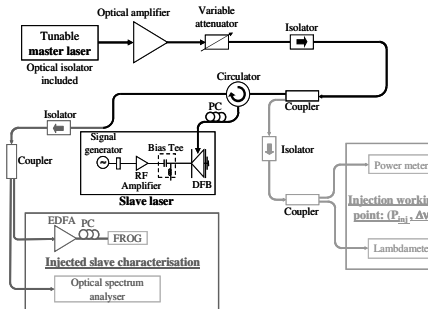 Optical amplifier
Variable
attenuator
Isolator
Tunable
master laser
Optical isolator
included
Circulator
Coupler
PC
Isolator
Signal
generator
Bias Tee
RF
Amplifier
DFB
Slave laser
Isolator
Coupler
Coupler
Power meter
Injection
point: (Pinj, Δν
Lambdameter
EDFA
PC
FROG
Injected slave characterisation
Optical spectrum
analyser